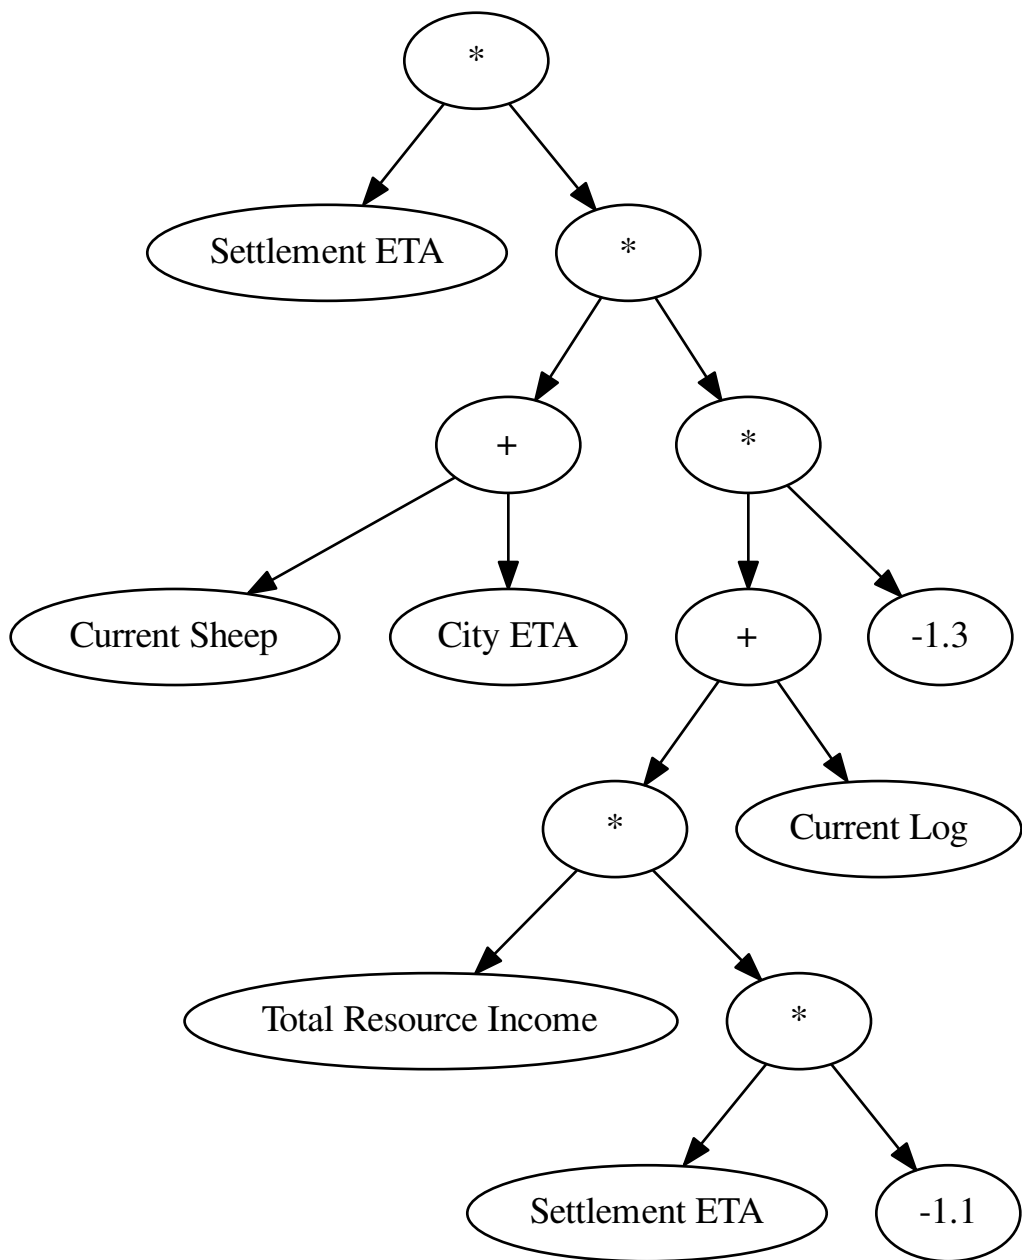 *
Settlement ETA
*
+
*
Current Sheep
City ETA
+
-1.3
*
Current Log
Total Resource Income
*
Settlement ETA
-1.1